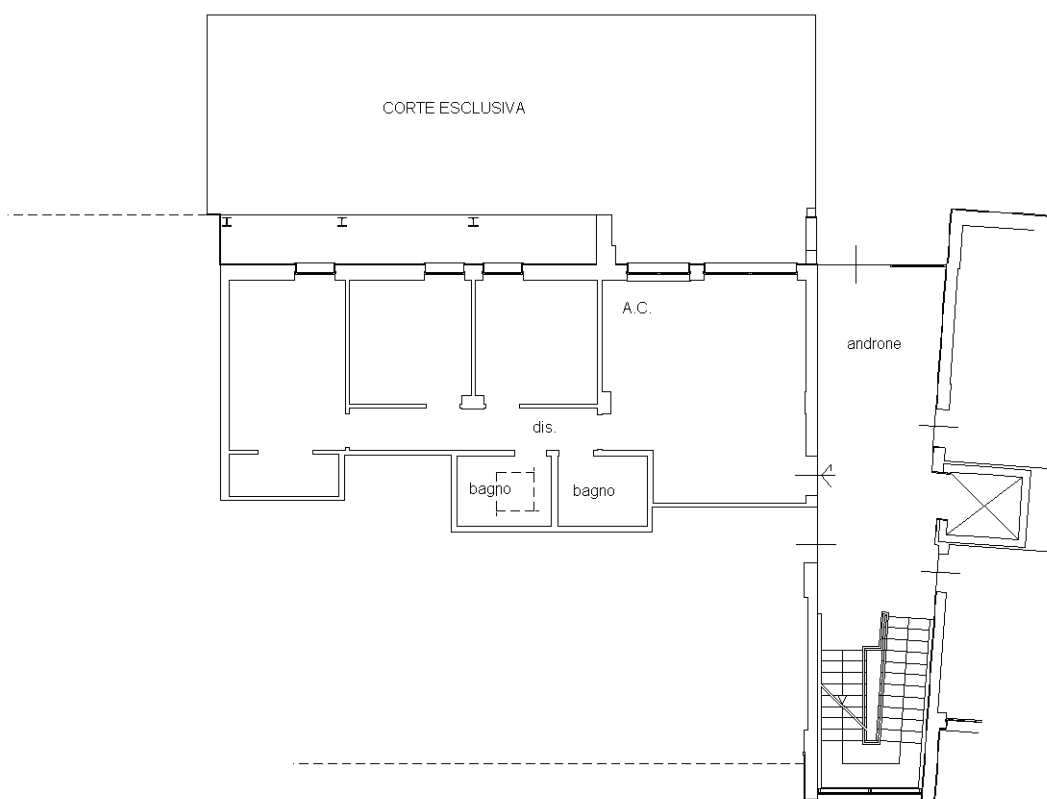 CORTE ESCLUSIVA
A.C.
androne
dis.
bagno
bagno